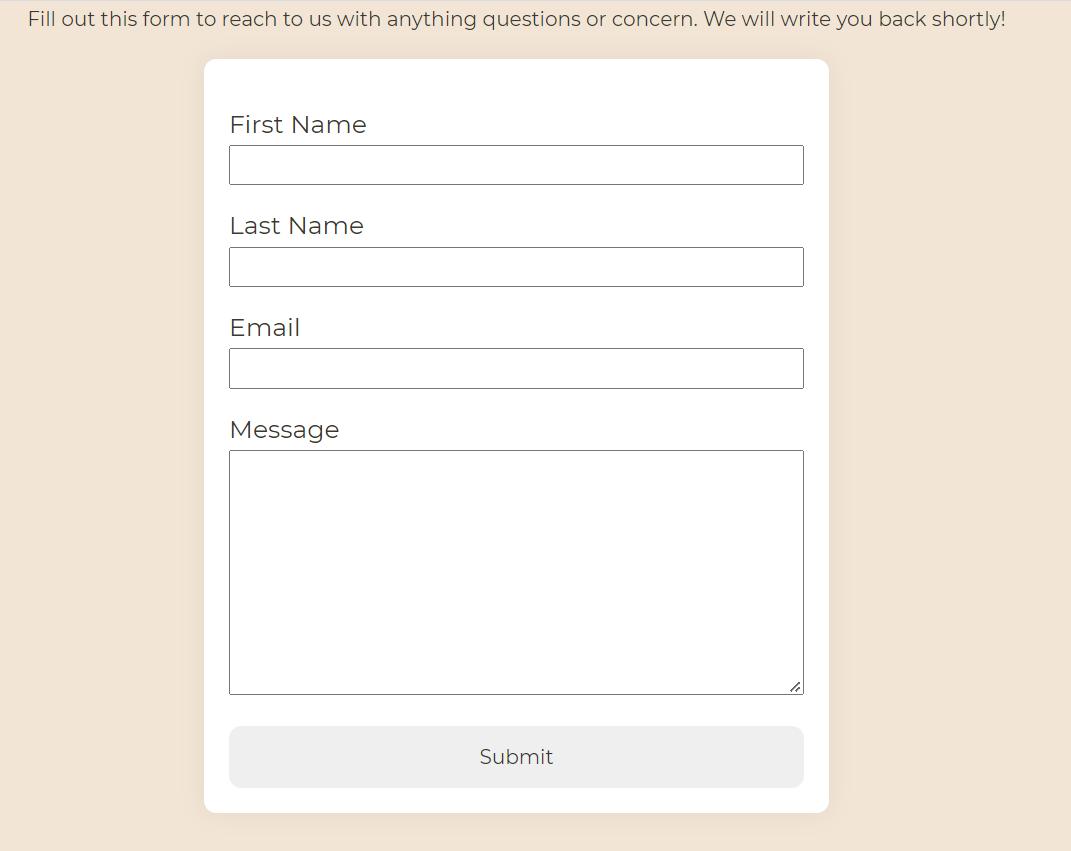 Fill out this form to reach to us with anything questions or concern. We will write you back shortly!
First Name
Last Name
Email
Message
Submit